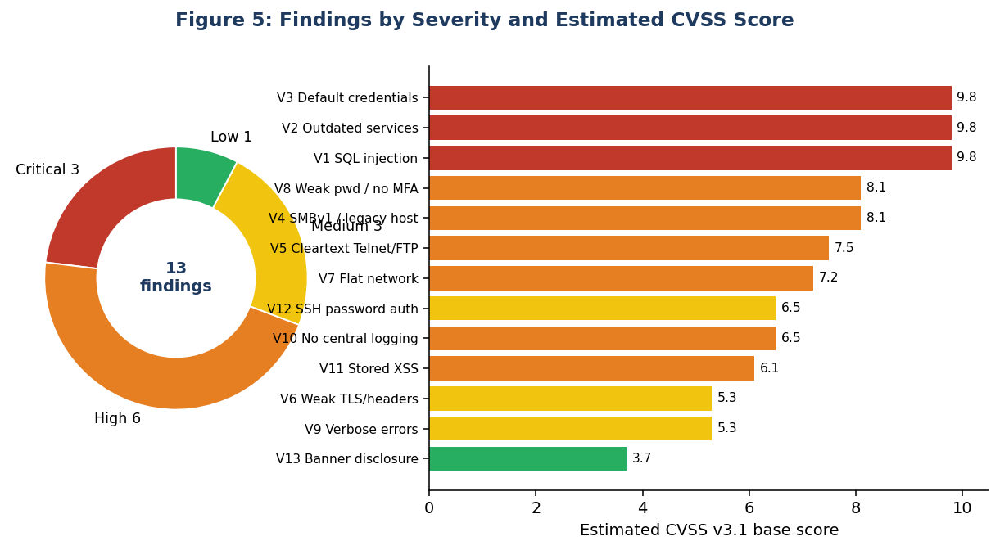 Figure 5: Findings by Severity and Estimated CVSS Score
Low 1
Critical 3
Medium 3
High 6
13
findings
V3 Default credentials 9.8
V2 Outdated services 9.8
V1 SQL injection 9.8
V8 Weak pwd / no MFA 8.1
V4 SMBv1 / legacy host 8.1
V5 Cleartext Telnet/FTP 7.5
V7 Flat network 7.2
V12 SSH password auth 6.5
V10 No central logging 6.5
V11 Stored XSS 6.1
V6 Weak TLS/headers 5.3
V9 Verbose errors 5.3
V13 Banner disclosure 3.7
0 2 4 6 8 10
Estimated CVSS v3.1 base score